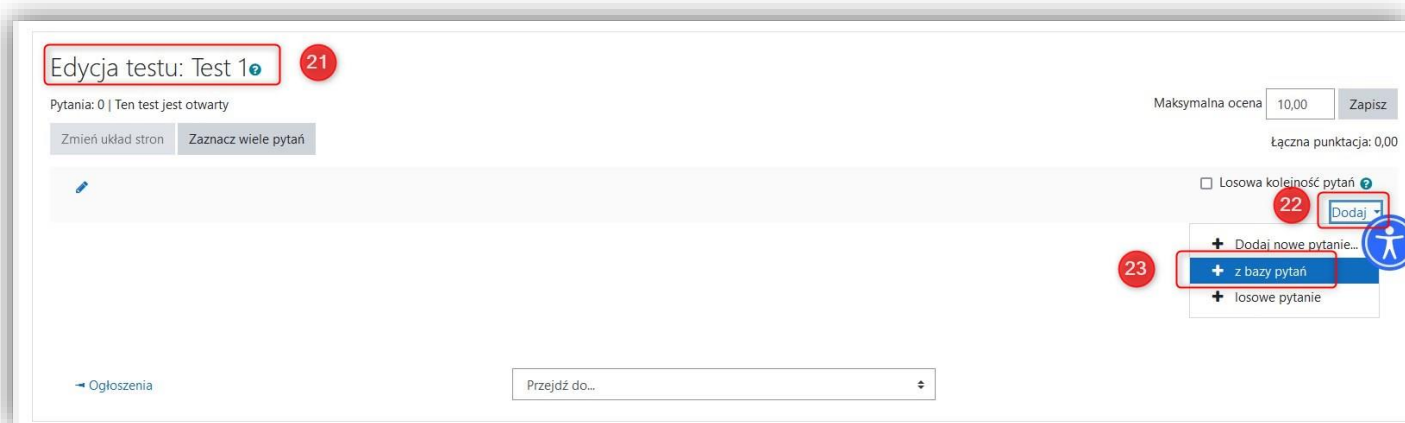 Edycja testu: Test 1
21
Pytania: 0 | Ten test jest otwarty
Maksymalna ocena 10,00 Zapisz
Zmień układ stron Zaznacz wiele pytań
Łączna punktacja: 0,00
Losowa kolejność pytań
22
Dodaj
Dodaj nowe pytanie...
23
z bazy pytań
losowe pytanie
Ogłoszenia
Przejdź do...